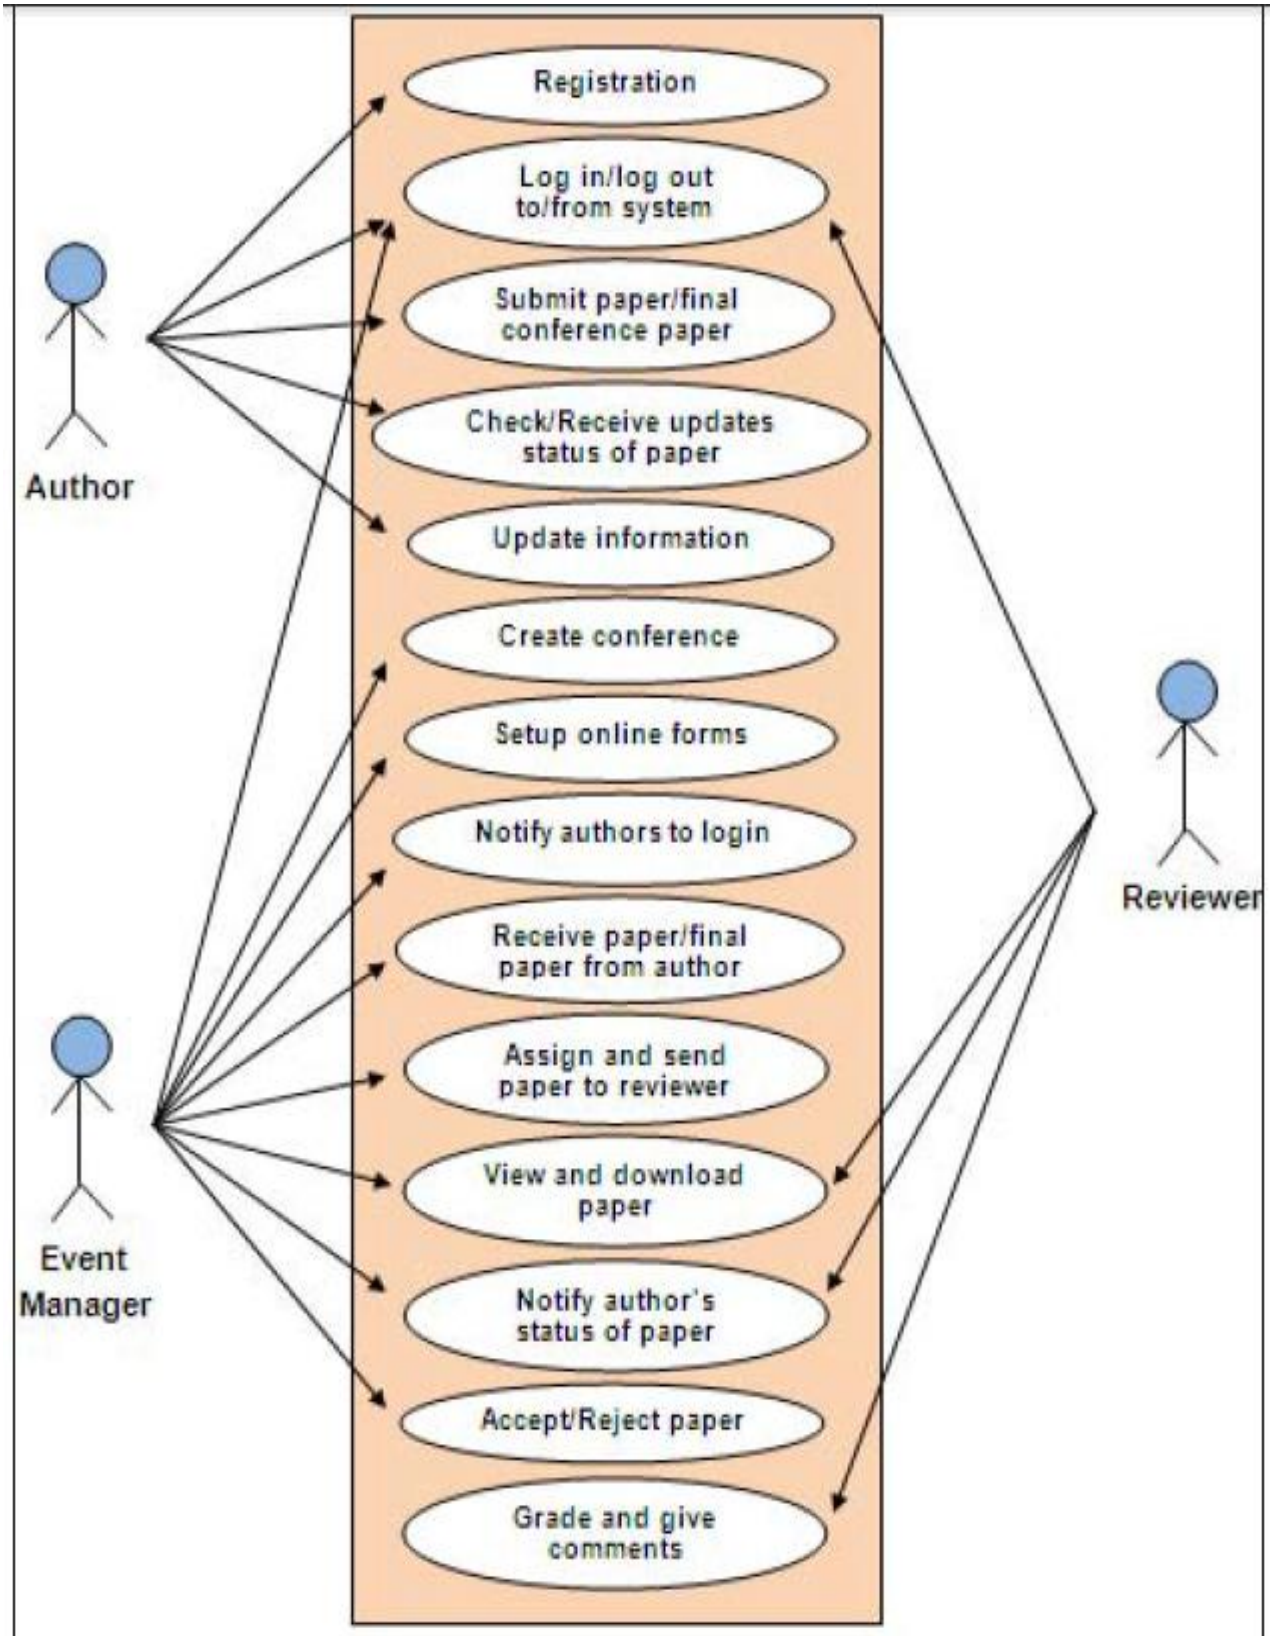 Registration
Log in/log out
to/from system
Submit paper/final
conference paper
Check/Receive updates
status of paper
Author
Update information
Create conference
Setup online forms
Notify authors to login
Reviewer
Receive paper/final
paper from author
Assign and send
paper to reviewer
View and download
paper
Event
Manager
Notify author's
status of paper
Accept/Reject paper
Grade and give
comments